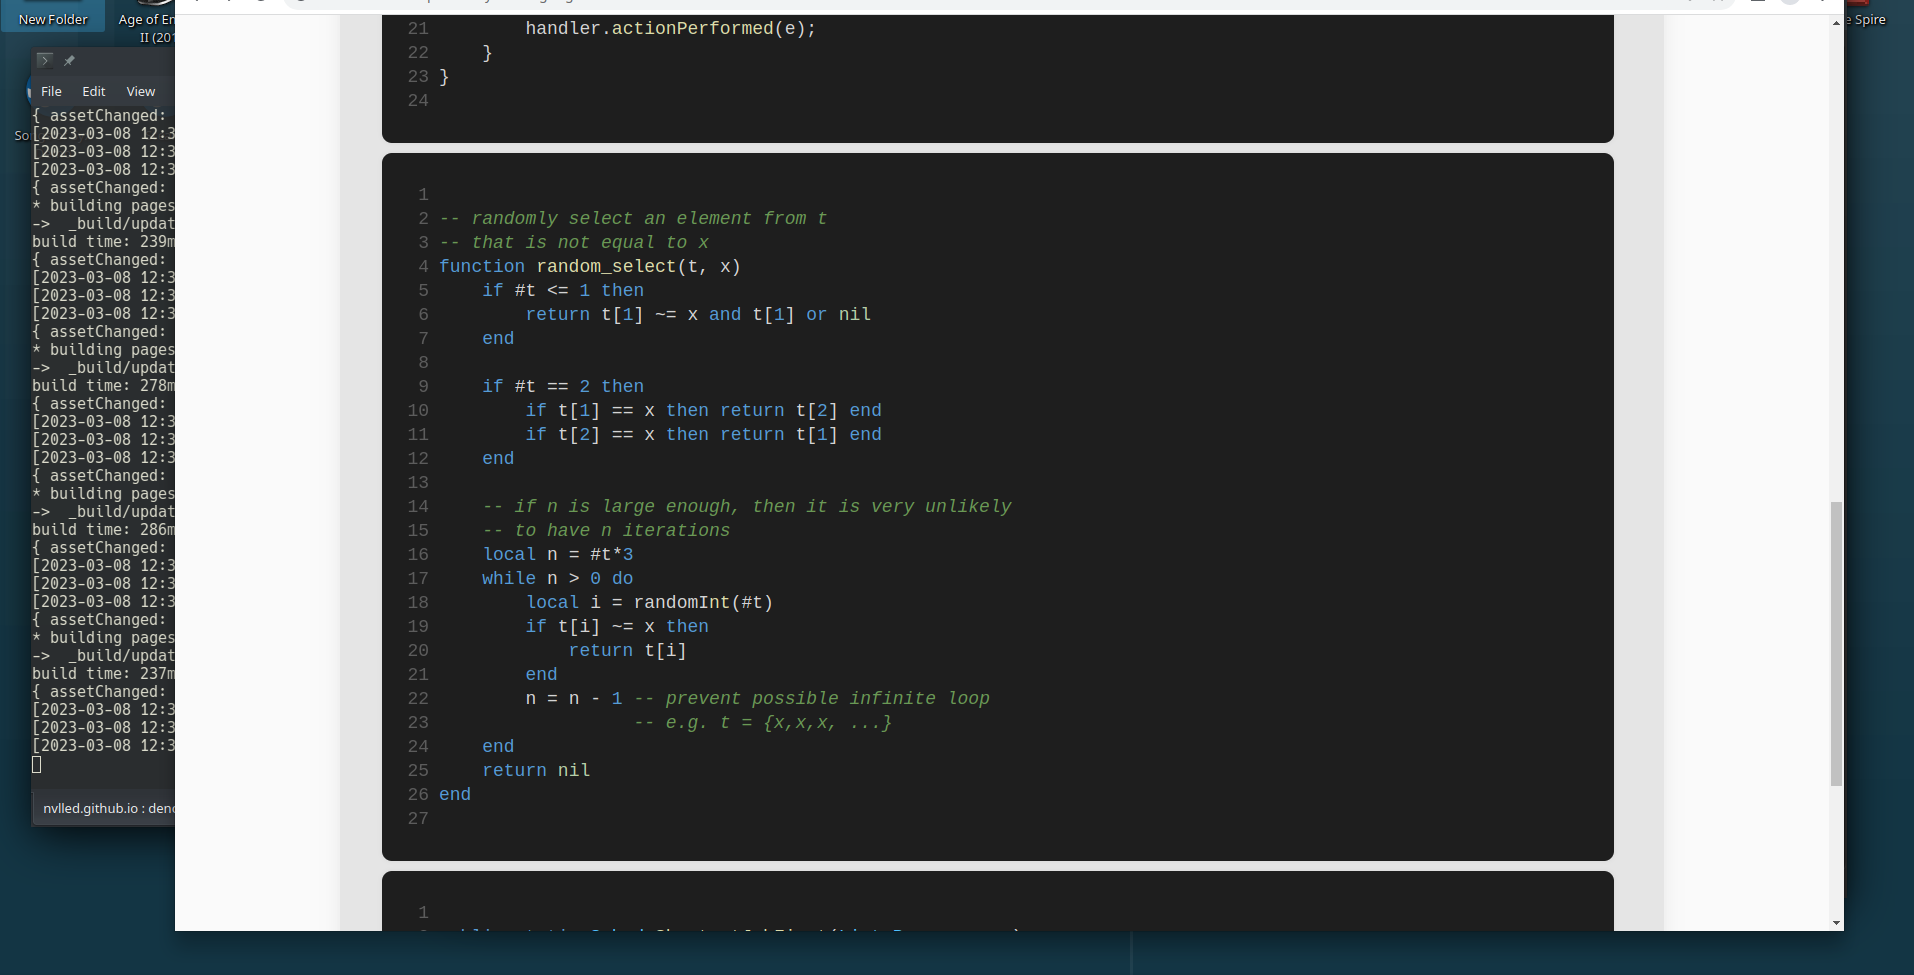 New Folder
Age of En
II (201
e Spire
So
File Edit View
{ assetChanged:
[2023-03-08 12:3
[2023-03-08 12:3
[2023-03-08 12:3
{ assetChanged:
* building pages
-> _build/updat
build time: 239m
{ assetChanged:
[2023-03-08 12:3
[2023-03-08 12:3
[2023-03-08 12:3
{ assetChanged:
* building pages
-> _build/updat
build time: 278m
{ assetChanged:
[2023-03-08 12:3
[2023-03-08 12:3
[2023-03-08 12:3
{ assetChanged:
* building pages
-> _build/updat
build time: 286m
{ assetChanged:
[2023-03-08 12:3
[2023-03-08 12:3
[2023-03-08 12:3
{ assetChanged:
* building pages
-> _build/updat
build time: 237m
{ assetChanged:
[2023-03-08 12:3
[2023-03-08 12:3
[2023-03-08 12:3
nvlled.github.io : deno
21         handler.actionPerformed(e);
22     }
23 }
24
1
2 -- randomly select an element from t
3 -- that is not equal to x
4 function random_select(t, x)
5     if #t <= 1 then
6         return t[1] ~= x and t[1] or nil
7     end
8
9     if #t == 2 then
10         if t[1] == x then return t[2] end
11         if t[2] == x then return t[1] end
12     end
13
14     -- if n is large enough, then it is very unlikely
15     -- to have n iterations
16     local n = #t*3
17     while n > 0 do
18         local i = randomInt(#t)
19         if t[i] ~= x then
20             return t[i]
21         end
22         n = n - 1 -- prevent possible infinite loop
23                   -- e.g. t = {x,x,x, ...}
24     end
25     return nil
26 end
27
1